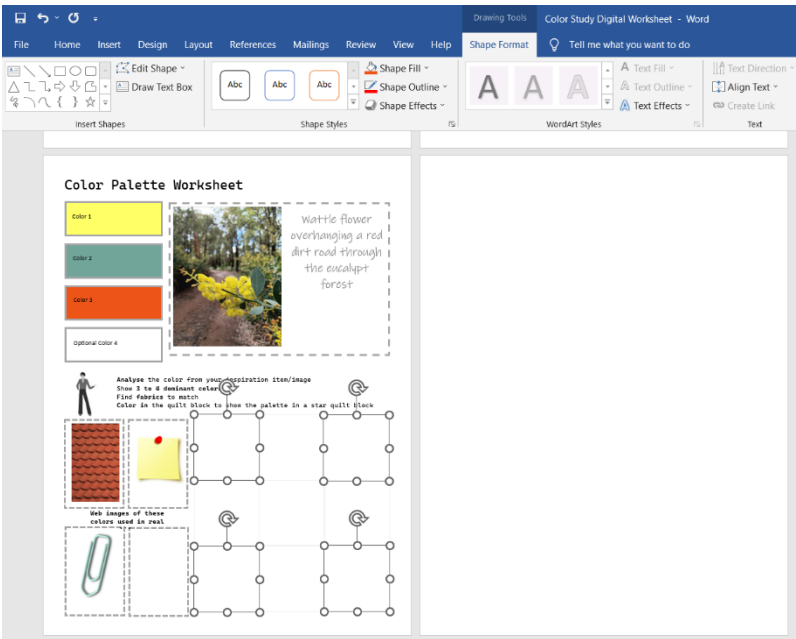 Drawing Tools
Color Study Digital Worksheet - Word
File Home Insert Design Layout References Mailings Review View Help Shape Format Tell me what you want to do
Edit Shape
Draw Text Box
Insert Shapes
Abc Abc Abc
Shape Fill
Shape Outline
Shape Effects
Shape Styles
A A A
Text Fill
Text Outline
Text Effects
WordArt Styles
Text Direction
Align Text
Create Link
Text
Color Palette Worksheet
Color 1
Color 2
Color 3
Optional Color 4
Wattle flower
overhanging a red
dirt road through
the eucalypt
forest
Analyse the color from your inspiration item/image
Show 3 to 4 dominant colors
Find fabrics to match
Color in the quilt block to show the palette in a star quilt block
Web images of these
colors used in real